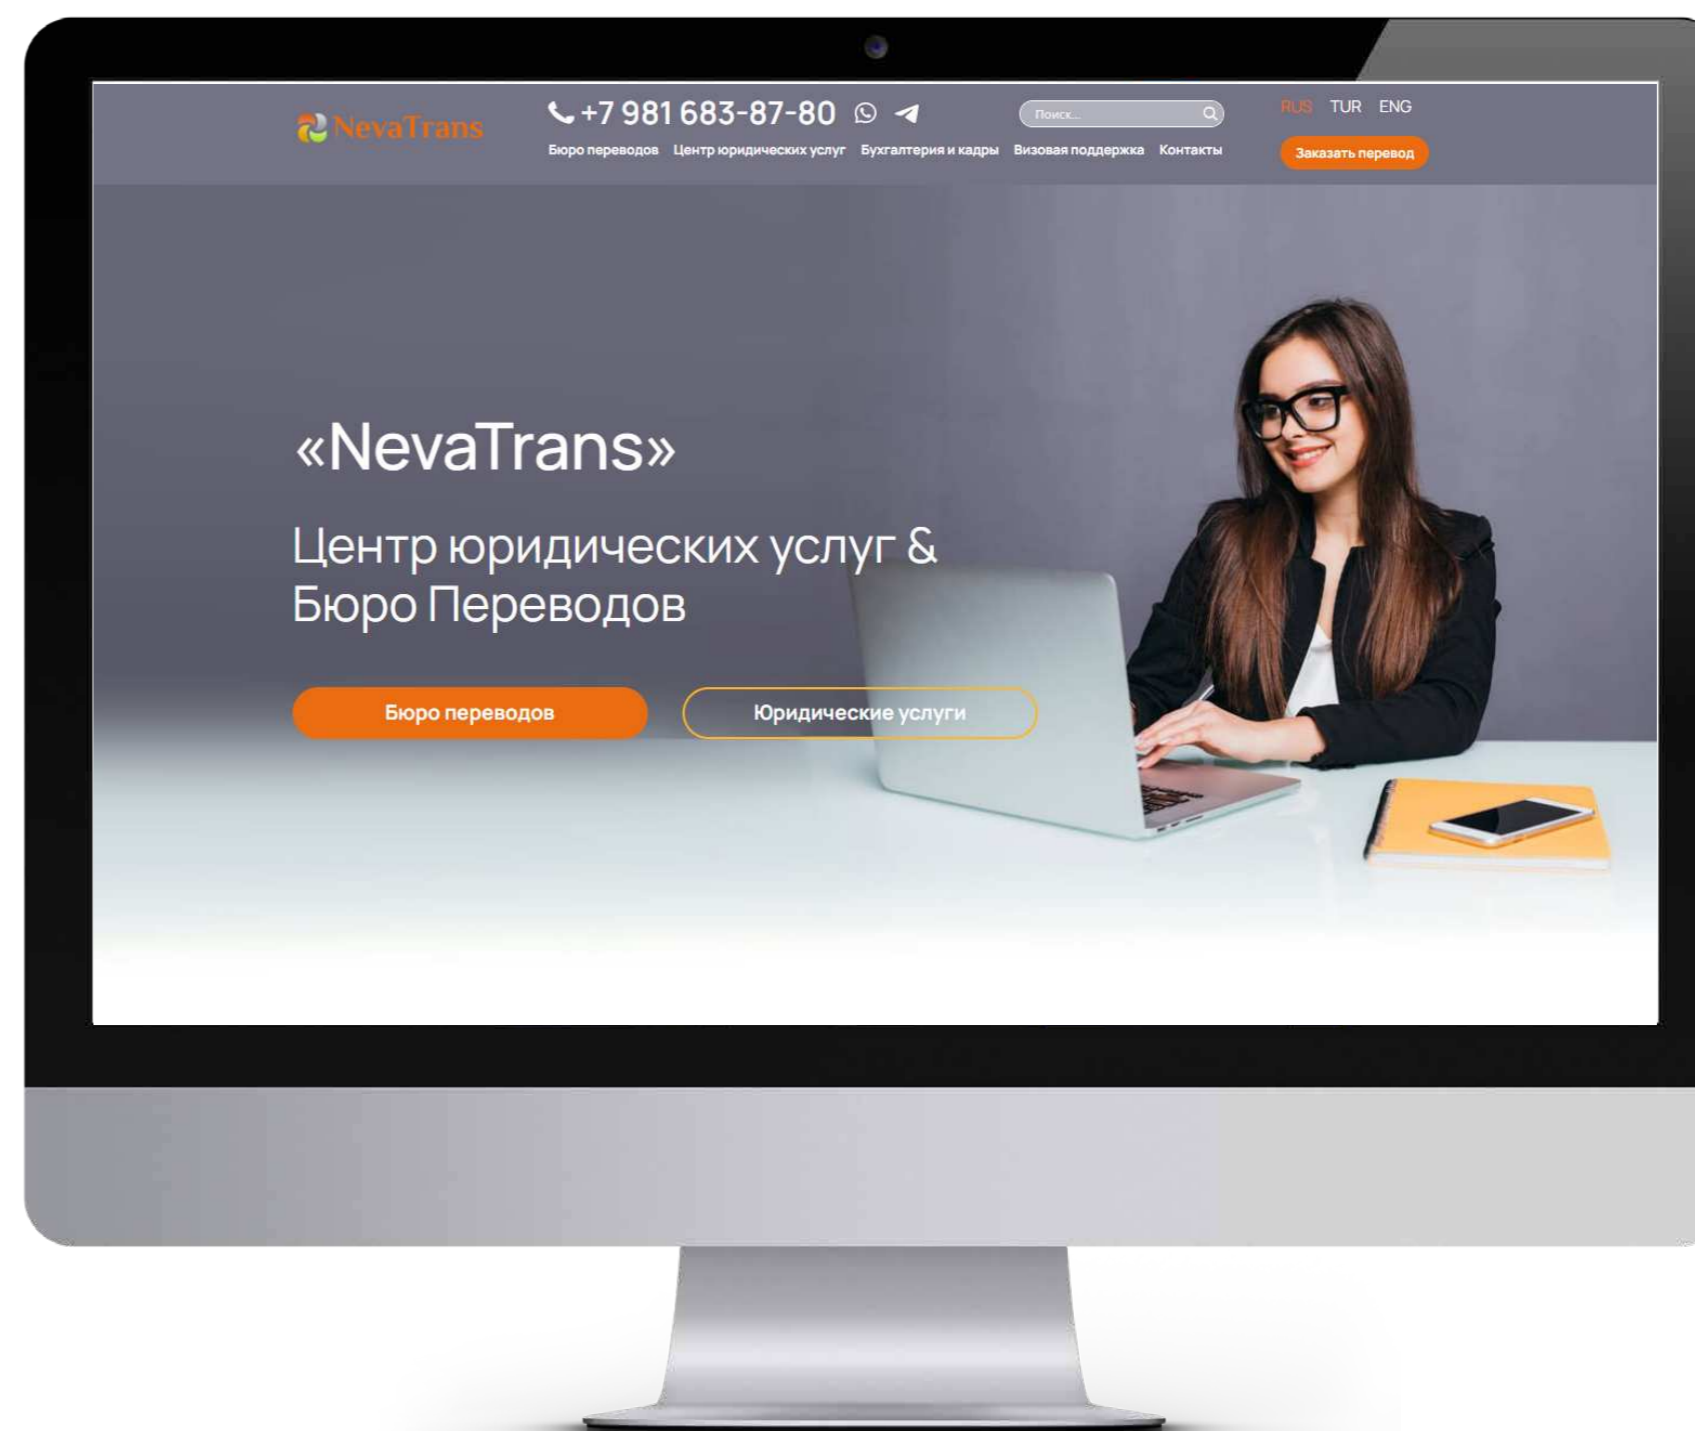 NevaTrans
+7 981 683-87-80
Поиск...
RUS TUR ENG
Бюро переводов Центр юридических услуг Бухгалтерия и кадры Визовая поддержка Контакты
Заказать перевод
«NevaTrans»
Центр юридических услуг &
Бюро Переводов
Бюро переводов
Юридические услуги